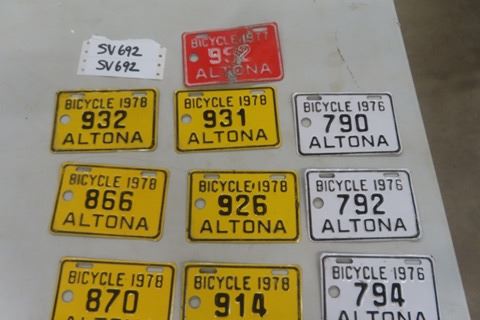 SV692
SV692
BICYCLE 1977
992
ALTONA
BICYCLE 1978
932
ALTONA
BICYCLE 1978
931
ALTONA
BICYCLE 1976
790
ALTONA
BICYCLE 1978
866
ALTONA
BICYCLE 1978
926
ALTONA
BICYCLE 1976
792
ALTONA
BICYCLE 1978
870
BICYCLE 1978
914
BICYCLE 1976
794